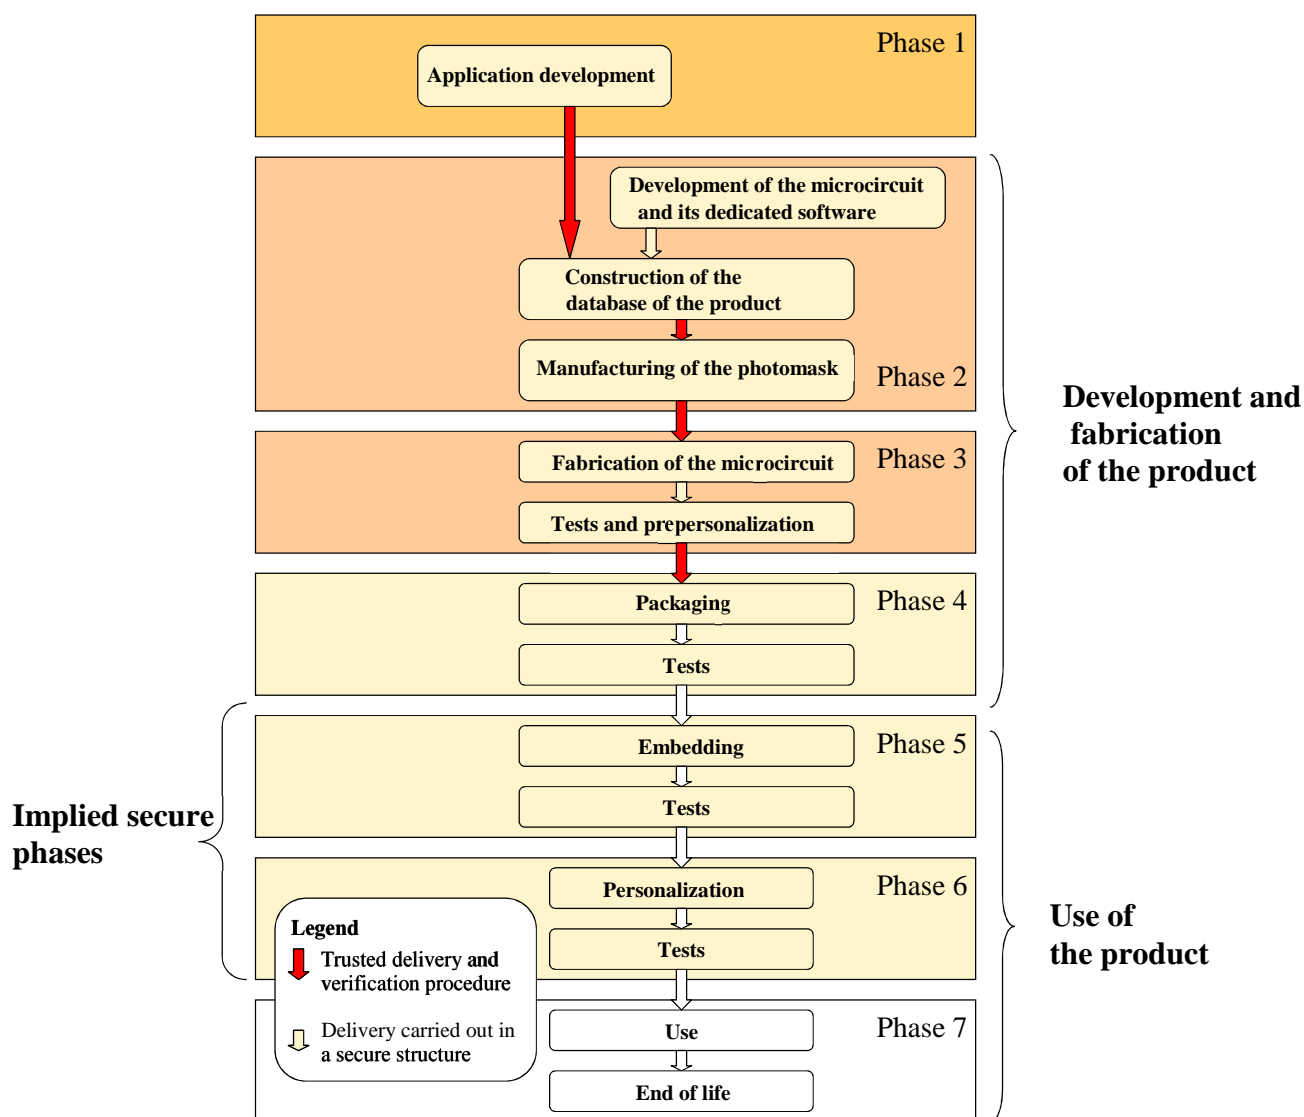 Phase 1
Application development
Development of the microcircuit
and its dedicated software
Construction of the
database of the product
Manufacturing of the photomask
Phase 2
Development and
fabrication
of the product
Phase 3
Fabrication of the microcircuit
Tests and prepersonalization
Phase 4
Packaging
Tests
Phase 5
Embedding
Tests
Implied secure
phases
Phase 6
Personalization
Tests
Use of
the product
Legend
Trusted delivery and
verification procedure
Delivery carried out in
a secure structure
Phase 7
Use
End of life